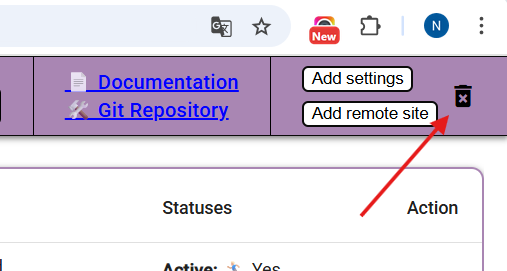 New
N
Documentation
Git Repository
Add settings
Add remote site
Statuses
Action
Active: Yes